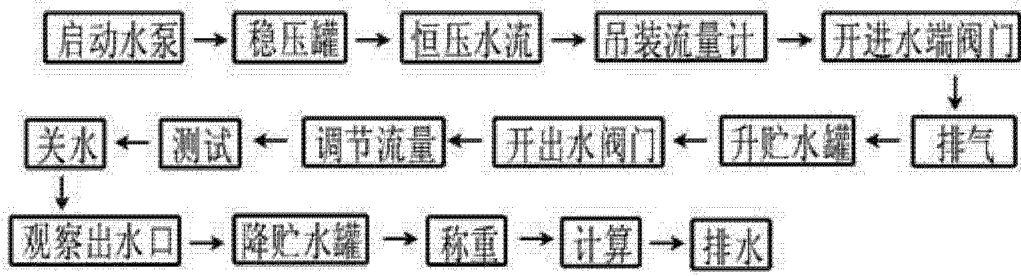 启动水泵
稳压罐
恒压水流
吊装流量计
开进水端阀门
排气
升贮水罐
开出水阀门
调节流量
测试
关水
观察出水口
降贮水罐
称重
计算
排水